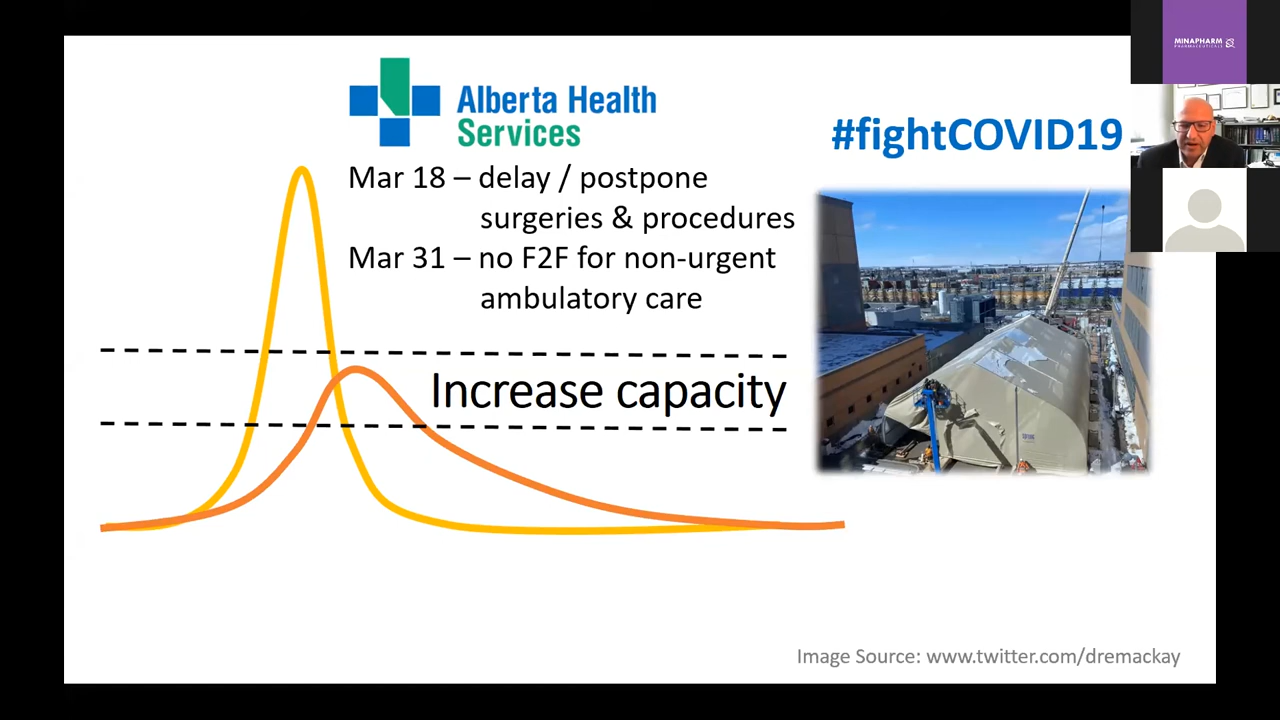 MINAPHARM
PHARMACEUTICALS
Alberta Health
Services
#fightCOVID19
Mar 18 – delay / postpone
surgeries & procedures
Mar 31 – no F2F for non-urgent
ambulatory care
Increase capacity
Image Source: www.twitter.com/dremackay